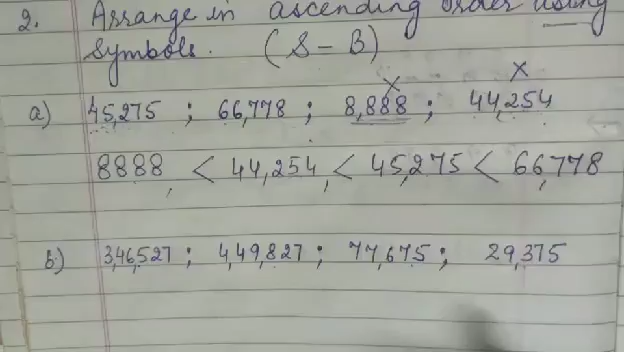 2. Arrange in ascending order using
symbols. (S - B)
a) 45,275 ; 66,778 ; 8,888 ; 44,254
8888 < 44,254 < 45,275 < 66,778
b) 3,46,527 ; 4,49,827 ; 77,675 ; 29,375